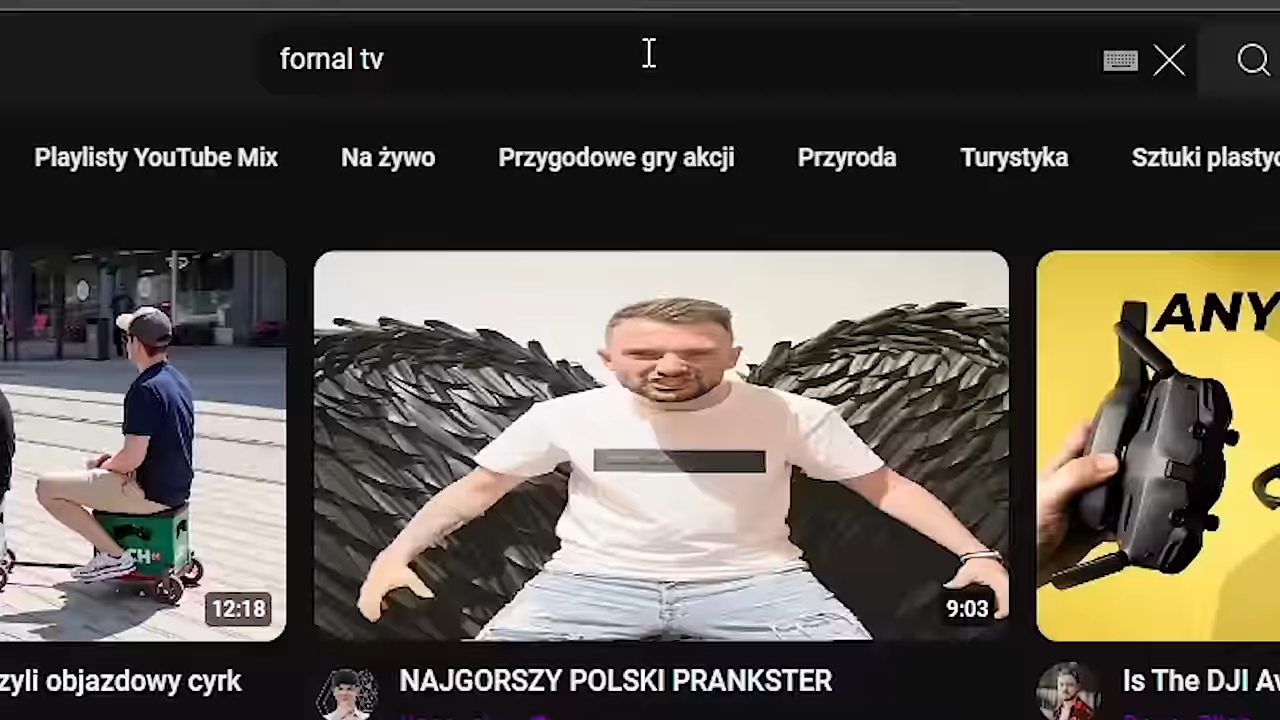 fornal tv
Playlisty YouTube Mix Na żywo Przygodowe gry akcji Przyroda Turystyka Sztuki plastyc
ANY
CH
12:18
9:03
zyli objazdowy cyrk
NAJGORSZY POLSKI PRANKSTER
Is The DJI Av